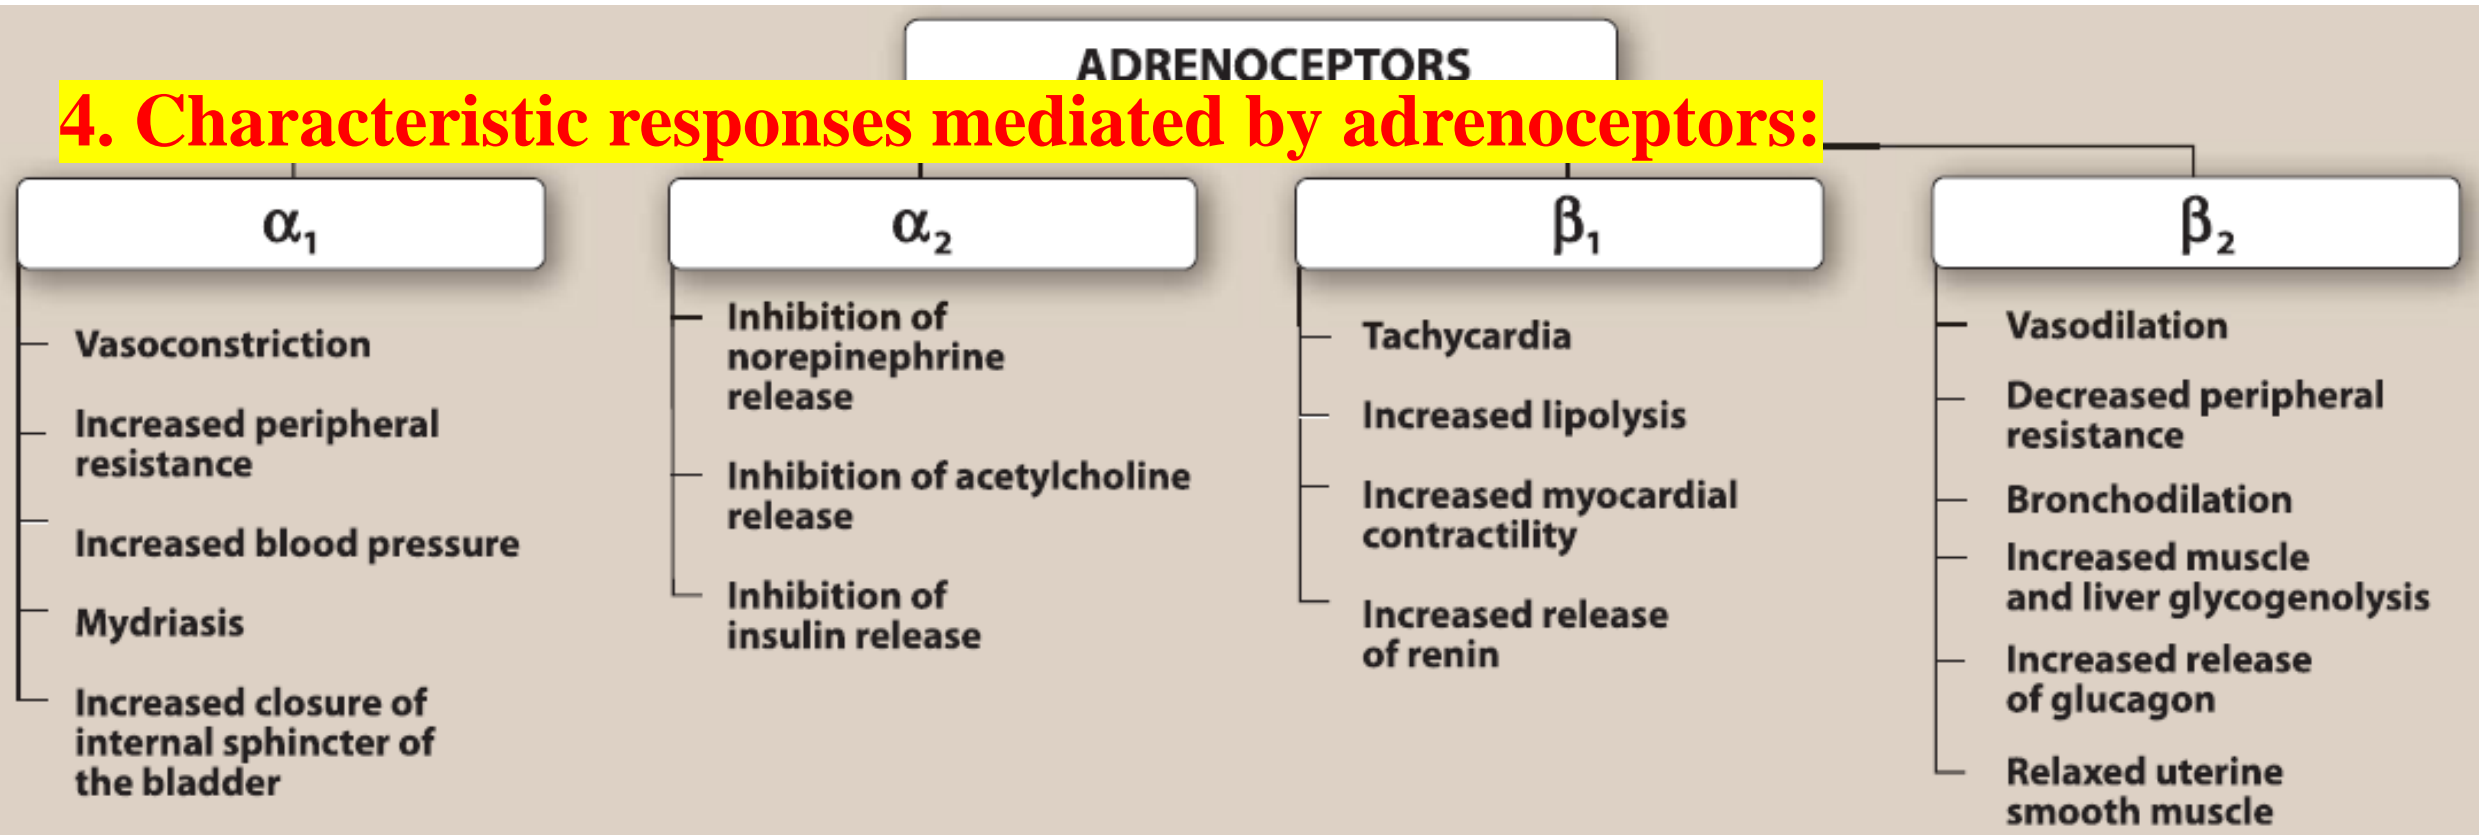 ADRENOCEPTORS
4. Characteristic responses mediated by adrenoceptors:
α₁
Vasoconstriction
Increased peripheral
resistance
Increased blood pressure
Mydriasis
Increased closure of
internal sphincter of
the bladder
α₂
Inhibition of
norepinephrine
release
Inhibition of acetylcholine
release
Inhibition of
insulin release
β₁
Tachycardia
Increased lipolysis
Increased myocardial
contractility
Increased release
of renin
β₂
Vasodilation
Decreased peripheral
resistance
Bronchodilation
Increased muscle
and liver glycogenolysis
Increased release
of glucagon
Relaxed uterine
smooth muscle